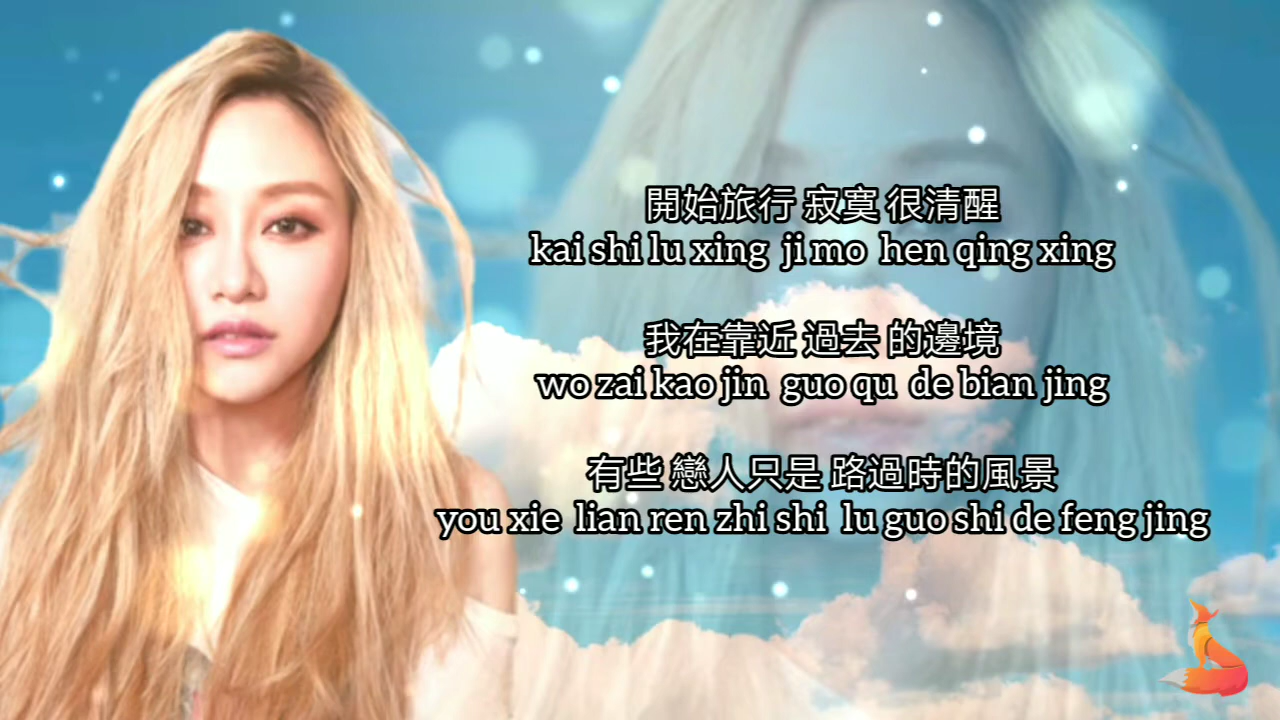 開始旅行 寂寞 很清醒
kai shi lu xing ji mo hen qing xing
我在靠近 過去 的邊境
wo zai kao jin guo qu de bian jing
有些 戀人只是 路過時的風景
you xie lian ren zhi shi lu guo shi de feng jing